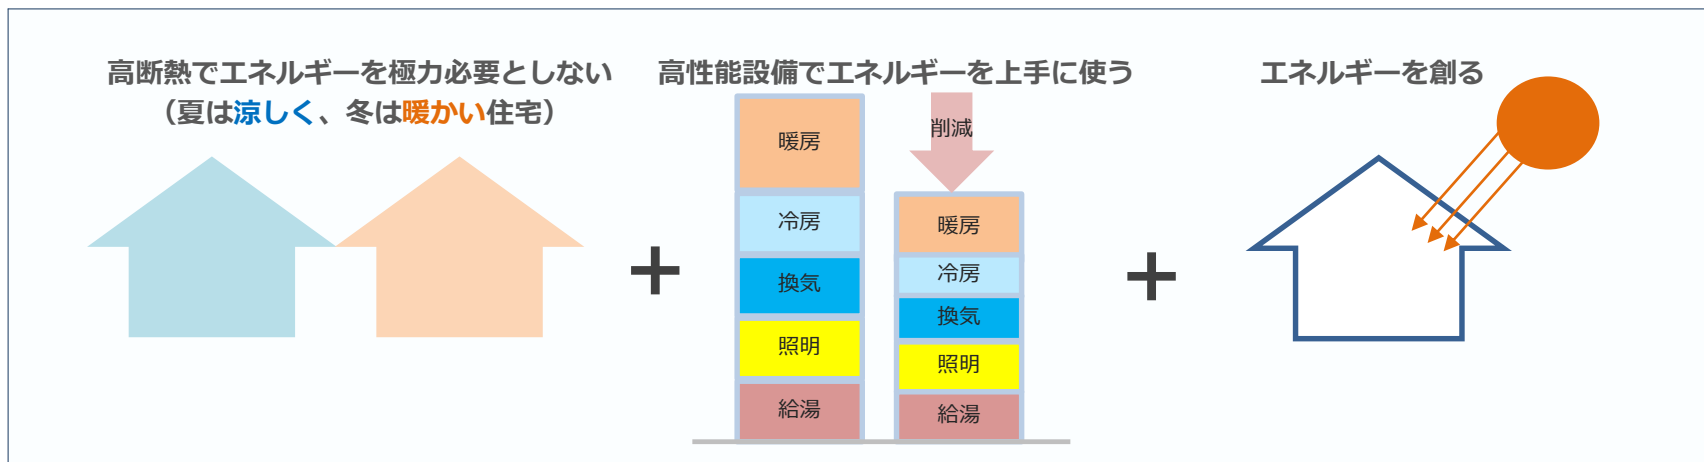 高断熱でエネルギーを極力必要としない
（夏は涼しく、冬は暖かい住宅）
高性能設備でエネルギーを上手に使う
暖房
冷房
換気
照明
給湯
削減
暖房
冷房
換気
照明
給湯
エネルギーを創る